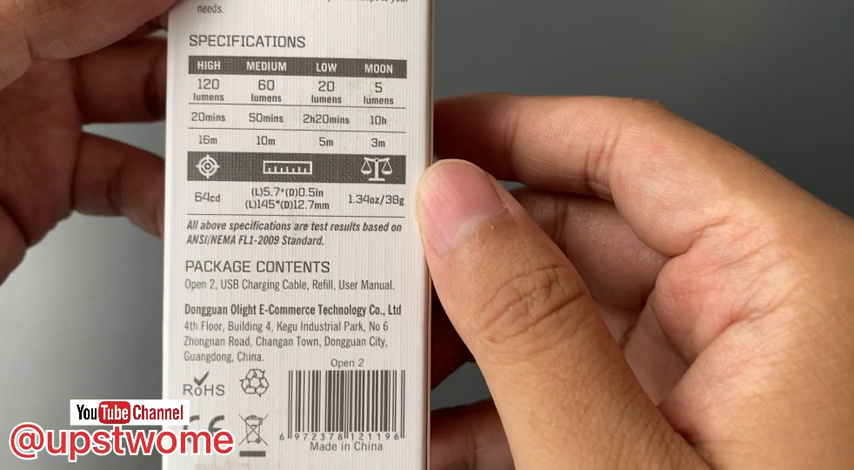 needs.
SPECIFICATIONS
HIGH MEDIUM LOW MOON
120 lumens 60 lumens 20 lumens 5 lumens
20mins 50mins 2h20mins 10h
16m 10m 5m 3m
64cd (L)5.7*(D)0.5in 1.34oz/38g
(L)145*(D)12.7mm
All above specifications are test results based on
ANSI/NEMA FL1-2009 Standard.
PACKAGE CONTENTS
Open 2, USB Charging Cable, Refill, User Manual.
Dongguan Olight E-Commerce Technology Co., Ltd
4th Floor, Building 4, Kegu Industrial Park, No 6
Zhongnan Road, Changan Town, Dongguan City,
Guangdong, China.
Open 2
RoHS
CE
6 972378 121196
Made in China
YouTube Channel
@upstwome